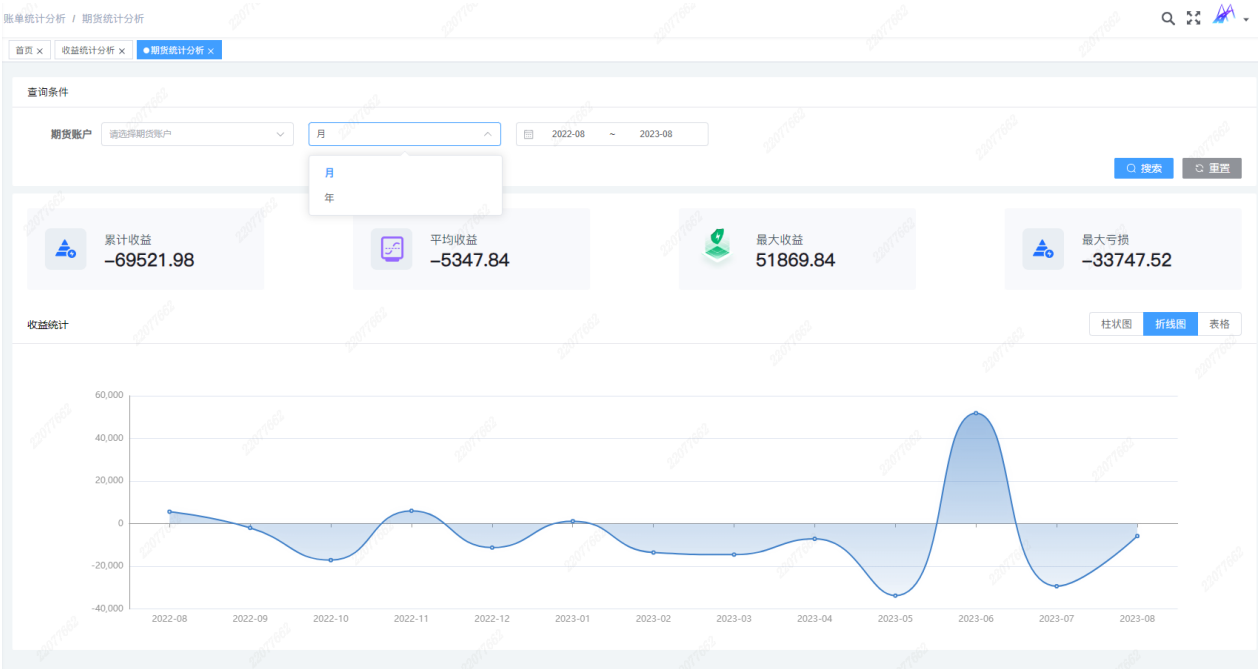 账单统计分析 / 期货统计分析
首页 × 收益统计分析 × 期货统计分析 ×
查询条件
期货账户 请选择期货账户 月 2022-08 ~ 2023-08
月
年
搜索 重置
累计收益
-69521.98
平均收益
-5347.84
最大收益
51869.84
最大亏损
-33747.52
收益统计 柱状图 折线图 表格
60,000
40,000
20,000
0
-20,000
-40,000
2022-08 2022-09 2022-10 2022-11 2022-12 2023-01 2023-02 2023-03 2023-04 2023-05 2023-06 2023-07 2023-08
22077662